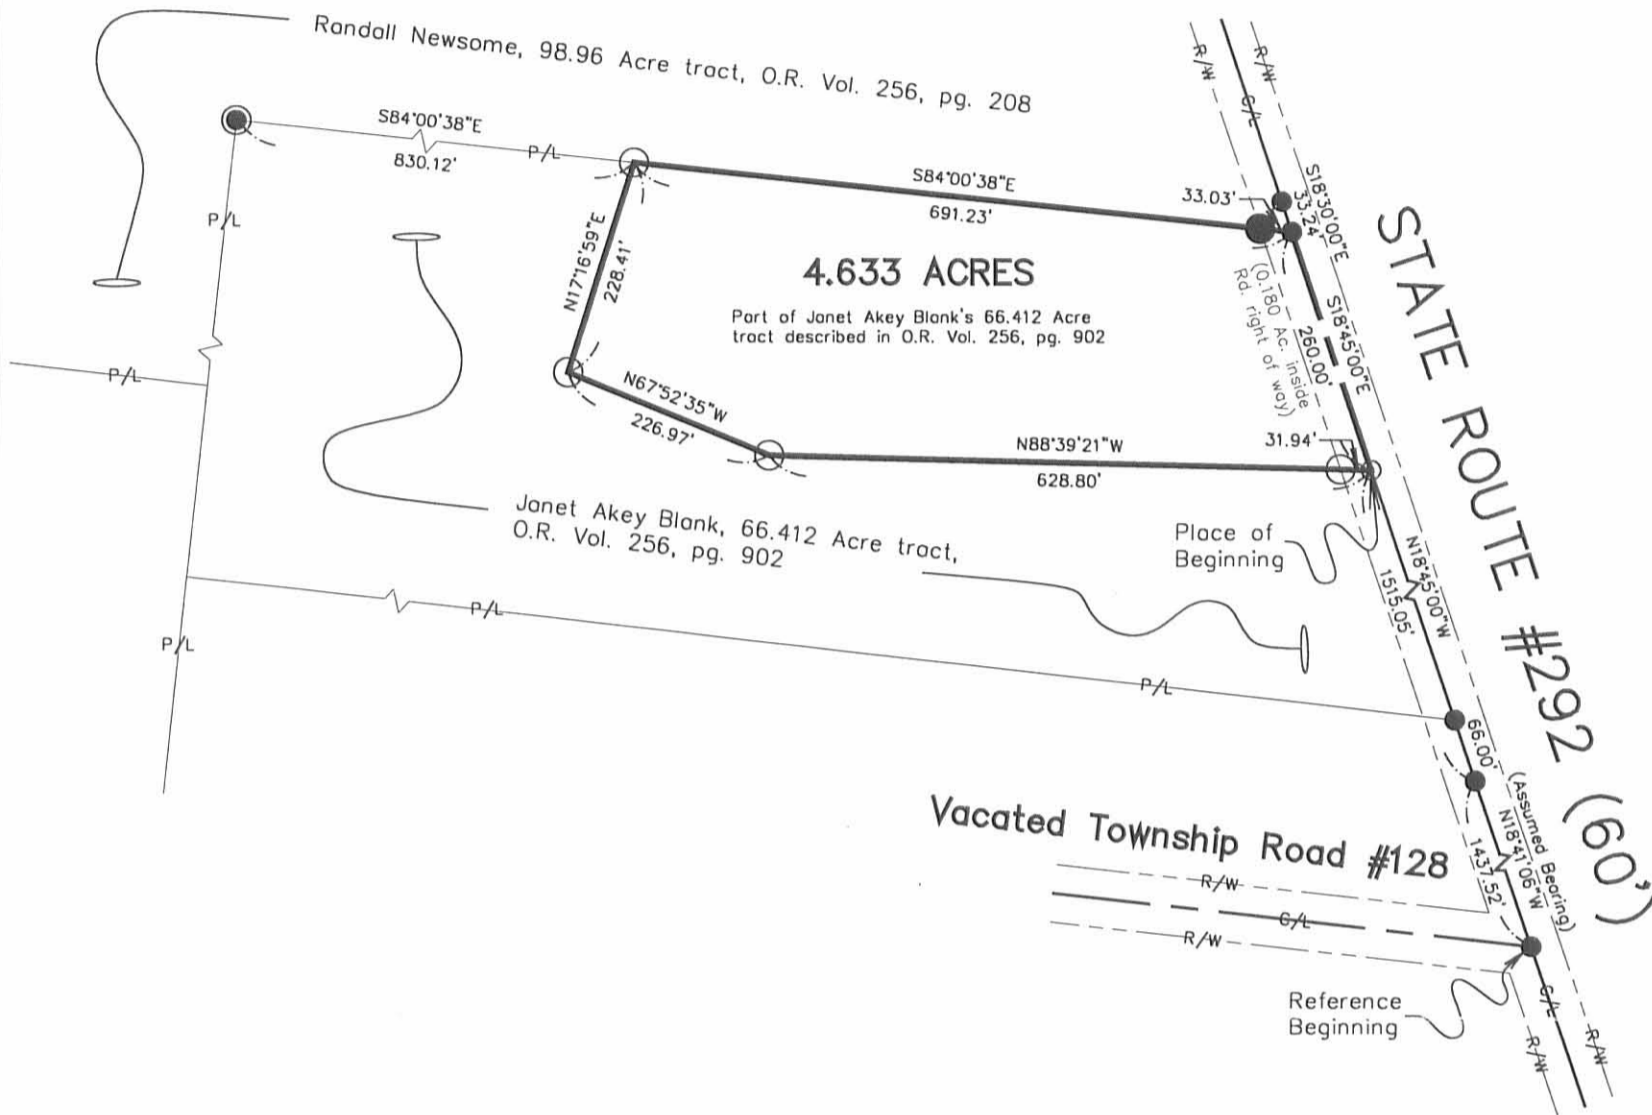 Randall Newsome, 98.96 Acre tract, O.R. Vol. 256, pg. 208
S84°00'38"E
830.12'
P/L
P/L
P/L
S84°00'38"E
691.23'
33.03'
R/W
R/W
C/L
S18°30'00"E
33.24'
N17°16'59"E
228.41'
4.633 ACRES
Part of Janet Akey Blank's 66.412 Acre
tract described in O.R. Vol. 256, pg. 902
(0.180 Ac. inside
Rd. right of way)
S18°45'00"E
260.00'
STATE ROUTE #292 (60')
N67°52'35"W
226.97'
N88°39'21"W
628.80'
31.94'
Janet Akey Blank, 66.412 Acre tract,
O.R. Vol. 256, pg. 902
Place of
Beginning
N18°45'00"W
1515.05'
P/L
P/L
P/L
66.00'
(Assumed Bearing)
N18°41'06"W
1437.52'
Vacated Township Road #128
R/W
C/L
R/W
Reference
Beginning
C/L
R/W
R/W